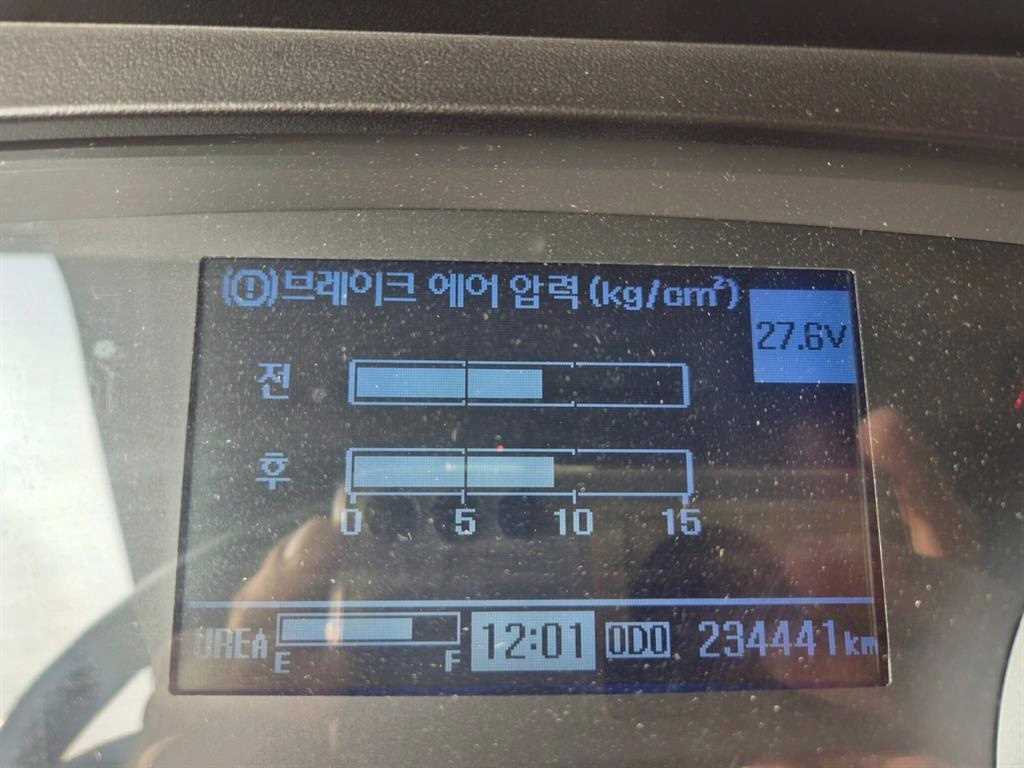 (!)브레이크 에어 압력 (kg/cm²)
27.6V
전
후
0 5 10 15
UREA E F 12:01 ODO 234441km